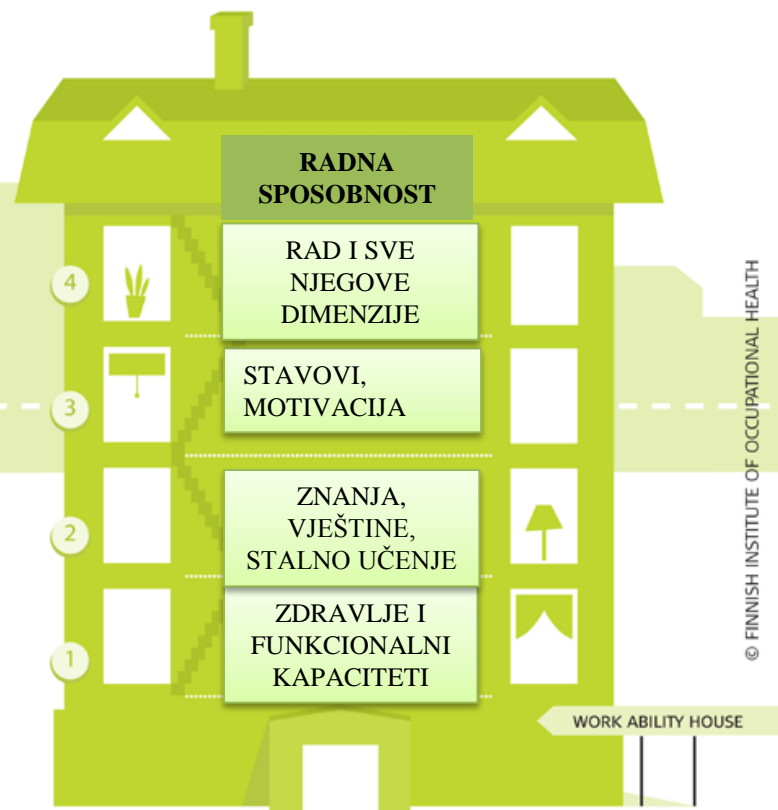 RADNA
SPOSOBNOST
4
RAD I SVE
NJEGOVE
DIMENZIJE
3
STAVOVI,
MOTIVACIJA
2
ZNANJA,
VJEŠTINE,
STALNO UČENJE
1
ZDRAVLJE I
FUNKCIONALNI
KAPACITETI
WORK ABILITY HOUSE
© FINNISH INSTITUTE OF OCCUPATIONAL HEALTH